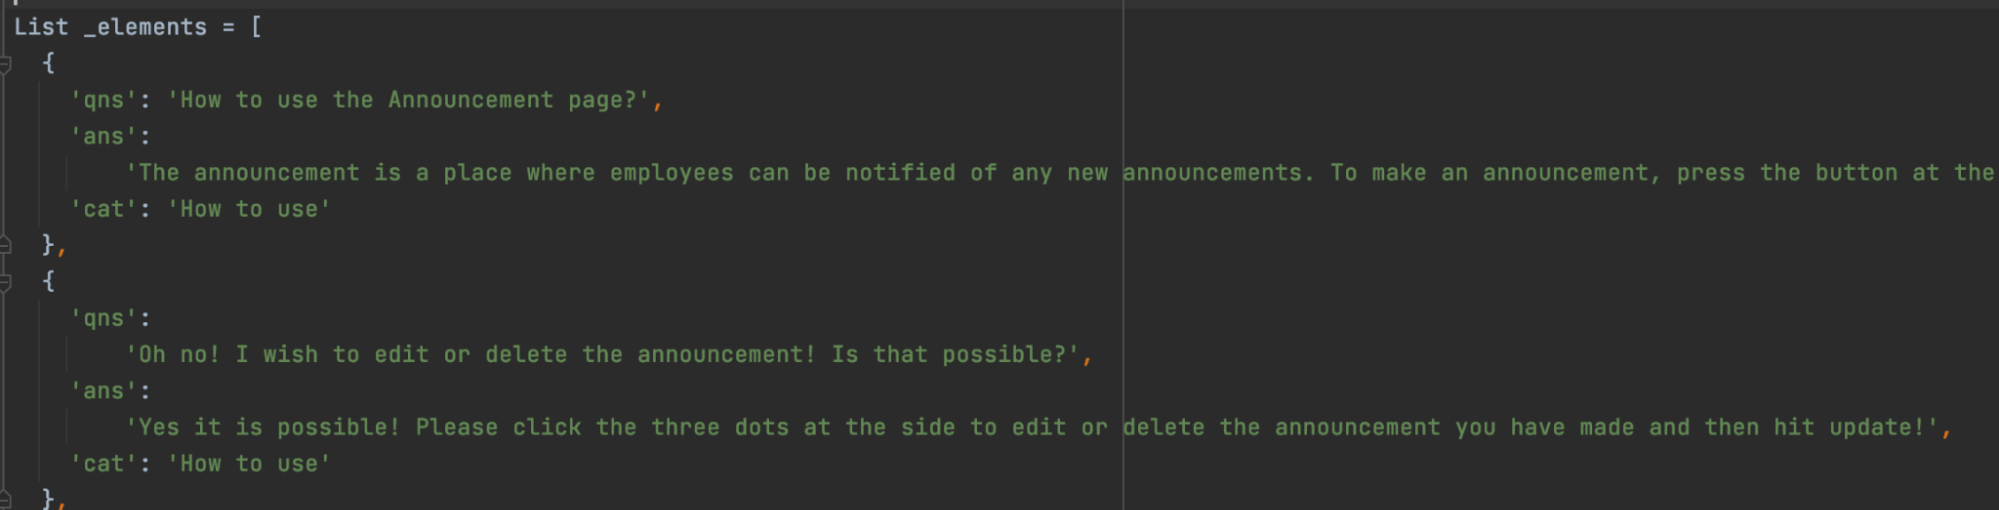 List _elements = [
{
'qns': 'How to use the Announcement page?',
'ans':
'The announcement is a place where employees can be notified of any new announcements. To make an announcement, press the button at the
'cat': 'How to use'
},
{
'qns':
'Oh no! I wish to edit or delete the announcement! Is that possible?',
'ans':
'Yes it is possible! Please click the three dots at the side to edit or delete the announcement you have made and then hit update!',
'cat': 'How to use'
},